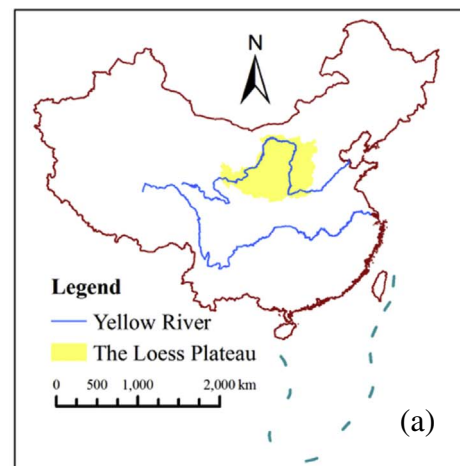 N
Legend
Yellow River
The Loess Plateau
0 500 1,000 2,000 km
(a)